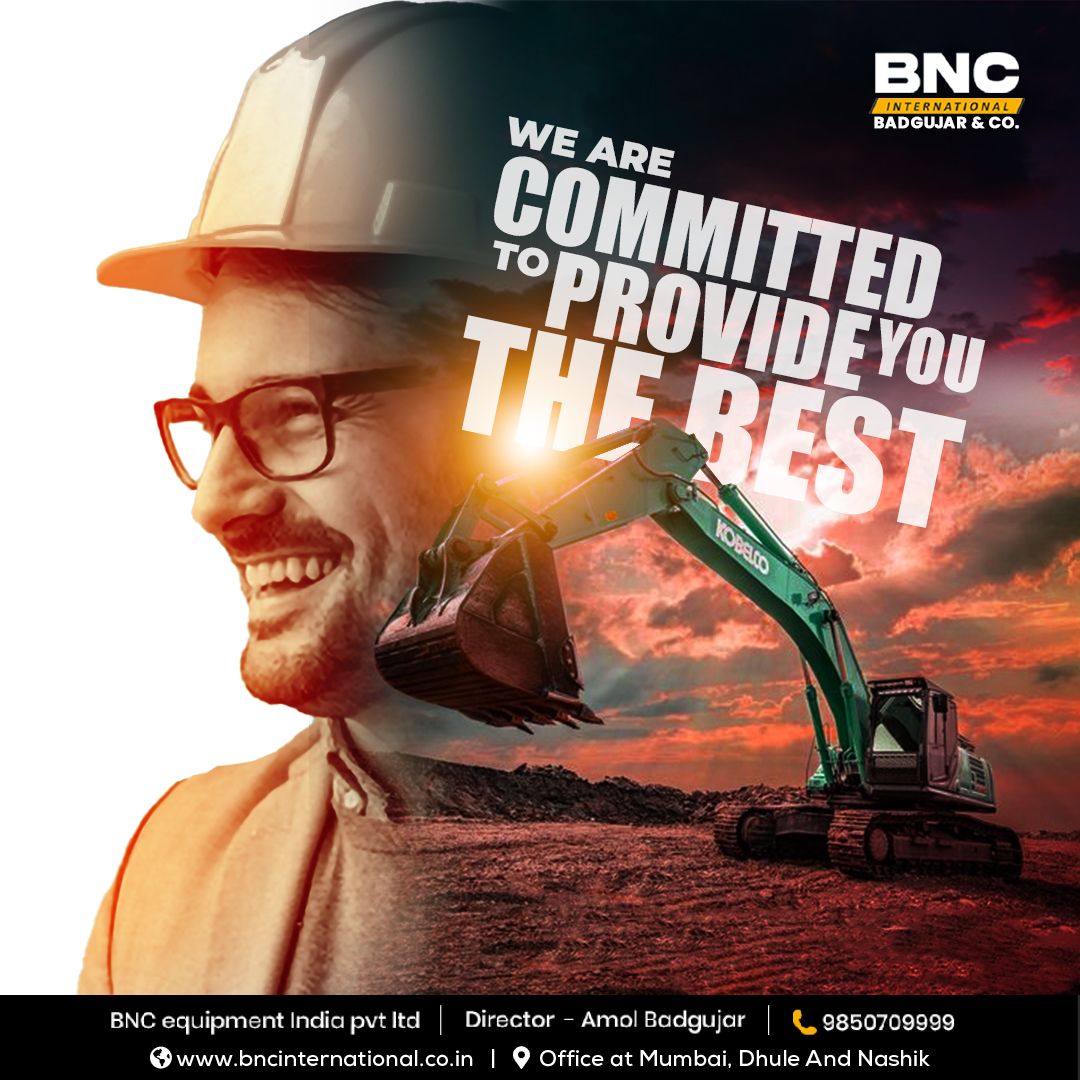 BNC
INTERNATIONAL
BADGUJAR & CO.
WE ARE
COMMITTED
TO PROVIDE YOU
THE BEST
KOBELCO
BNC equipment India pvt ltd | Director - Amol Badgujar | 9850709999
www.bncinternational.co.in | Office at Mumbai, Dhule And Nashik